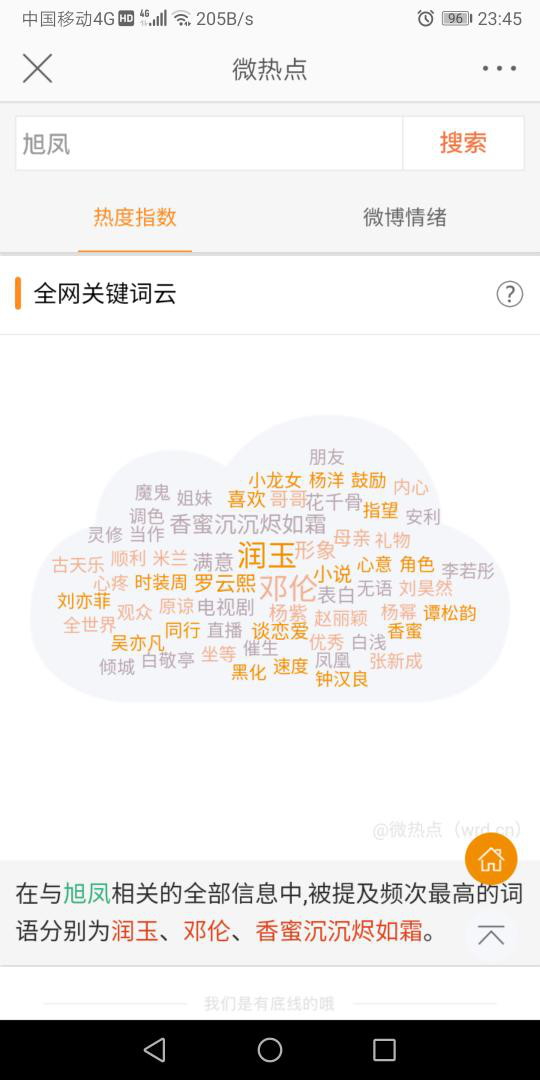 中国移动4G HD 4G 205B/s 96 23:45
微热点
旭凤 搜索
热度指数 微博情绪
全网关键词云 ?
朋友
小龙女 杨洋 鼓励
魔鬼 姐妹 喜欢 哥哥 花千骨 内心
调色 香蜜沉沉烬如霜 指望 安利
灵修 当作 母亲 礼物
古天乐 顺利 米兰 满意 润玉 形象 心意 角色 李若彤
心疼 时装周 罗云熙 邓伦 小说 表白 无语 刘昊然
刘亦菲 观众 原谅 电视剧 杨紫 赵丽颖 杨幂 谭松韵
全世界 吴亦凡 同行 直播 谈恋爱 优秀 白浅 香蜜
倾城 白敬亭 坐等 催生 凤凰 张新成
黑化 速度 钟汉良
@微热点（wrd.cn）
在与旭凤相关的全部信息中,被提及频次最高的词
语分别为润玉、邓伦、香蜜沉沉烬如霜。
我们是有底线的哦